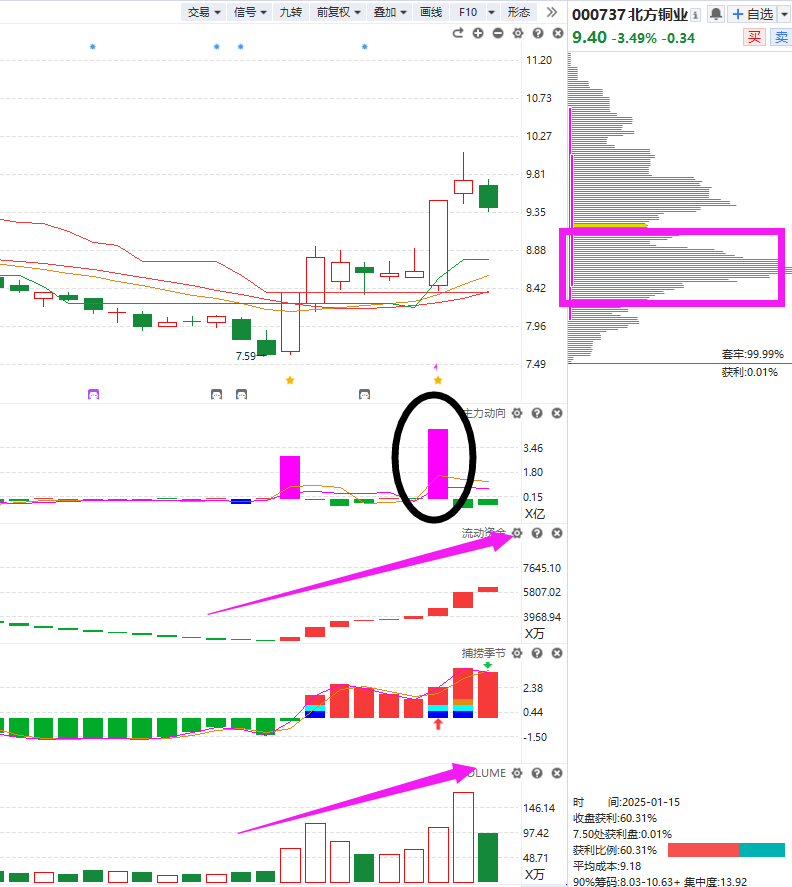 交易 信号 九转 前复权 叠加 画线 F10 形态
000737 北方铜业 自选
9.40 -3.49% -0.34 买 卖
11.20
10.73
10.27
9.81
9.35
8.88
8.42
7.96
7.59
7.49
套牢:99.99%
获利:0.01%
主力动向
3.46
1.80
0.15
X亿
流动资金
7645.10
5807.02
3968.94
X万
捕捞季节
2.38
0.44
-1.50
VOLUME
146.14
97.42
48.71
X万
时 间:2025-01-15
收盘获利:60.31%
7.50处获利盘:0.01%
获利比例:60.31%
平均成本:9.18
90%筹码:8.03-10.63+ 集中度:13.92